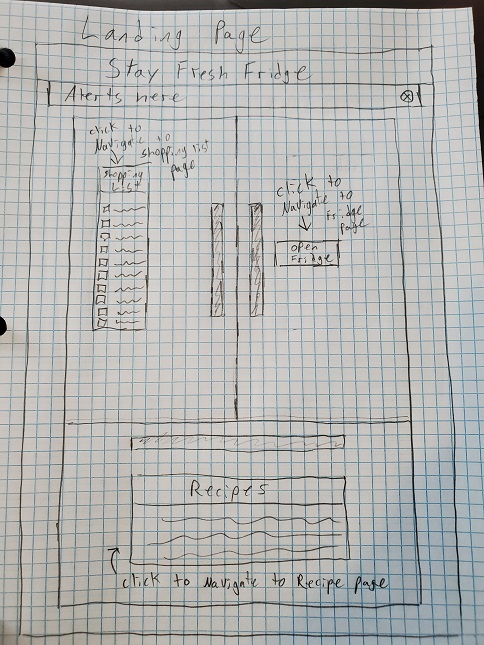 Landing Page
Stay Fresh Fridge
Alerts here
click to
Navigate to
shopping list
page
Shopping
List
click to
Navigate to
Fridge
page
open
Fridge
Recipes
click to Navigate to Recipe page